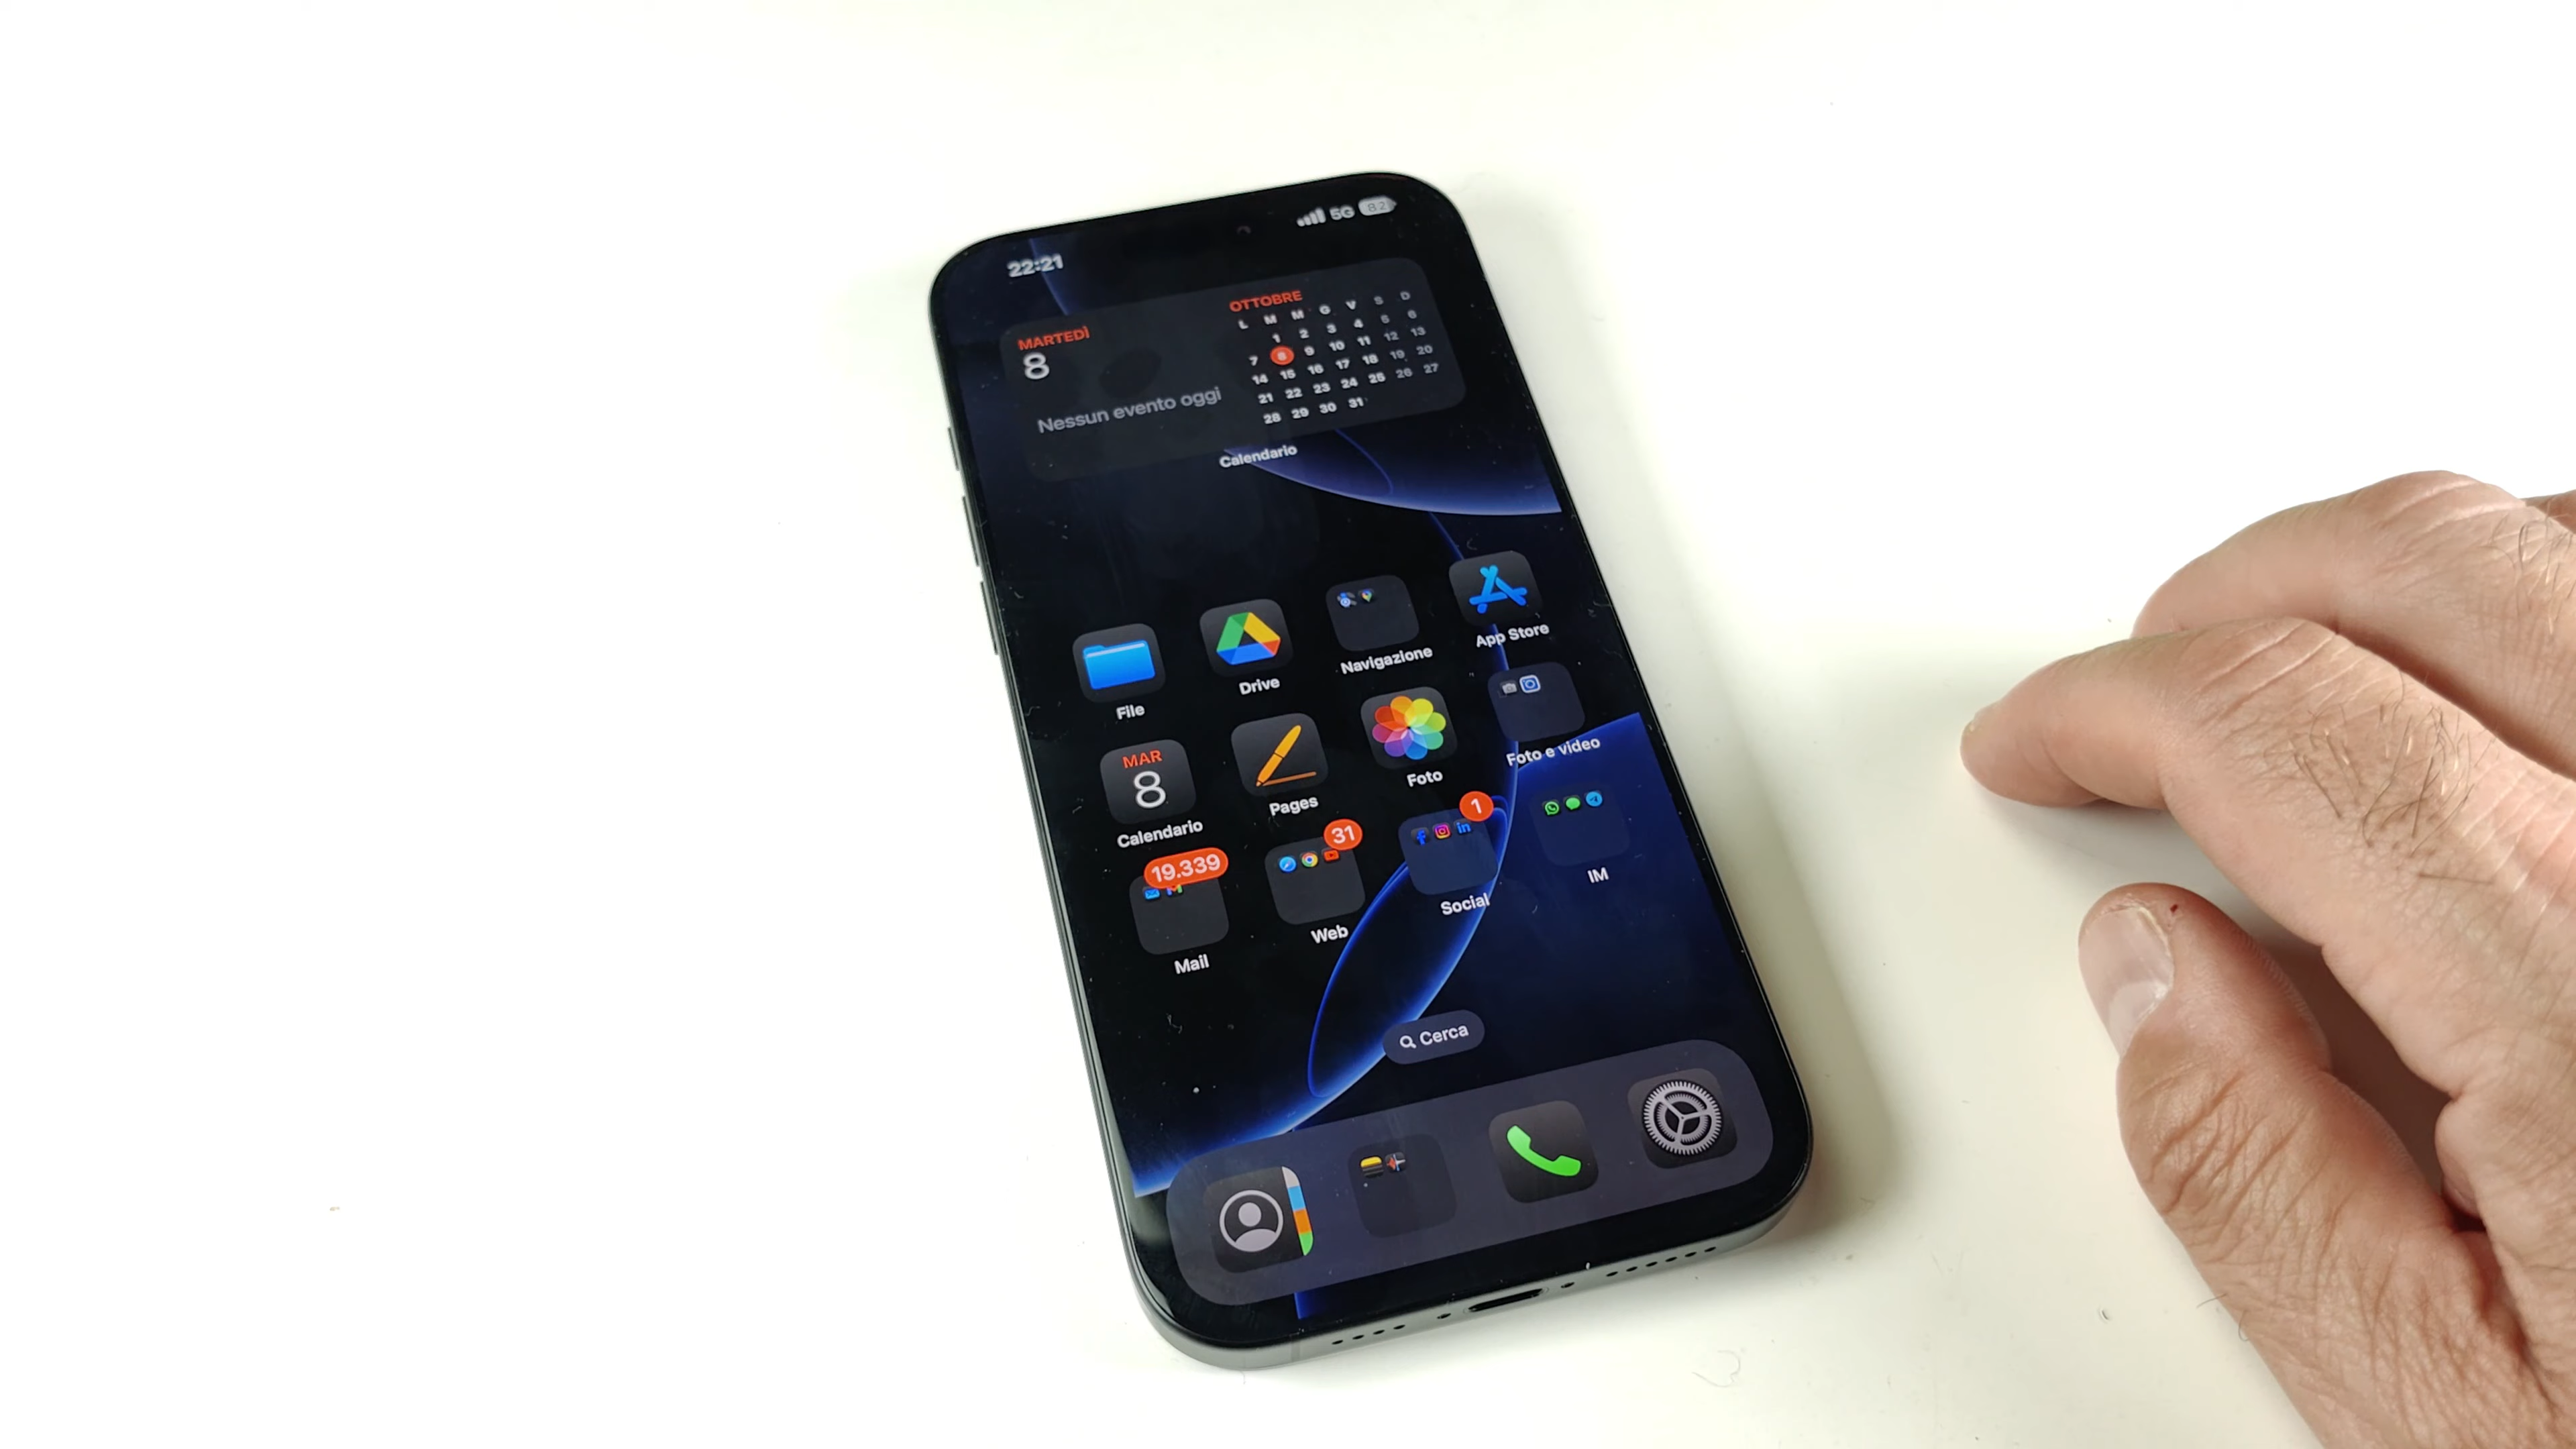 22:21
5G 82
MARTEDÌ
8
Nessun evento oggi
OTTOBRE
L M M G V S D
1 2 3 4 5 6
7 8 9 10 11 12 13
14 15 16 17 18 19 20
21 22 23 24 25 26 27
28 29 30 31
Calendario
File
Drive
Navigazione
App Store
MAR
8
Calendario
Pages
Foto
Foto e video
19.339
Mail
31
Web
1
Social
IM
Cerca